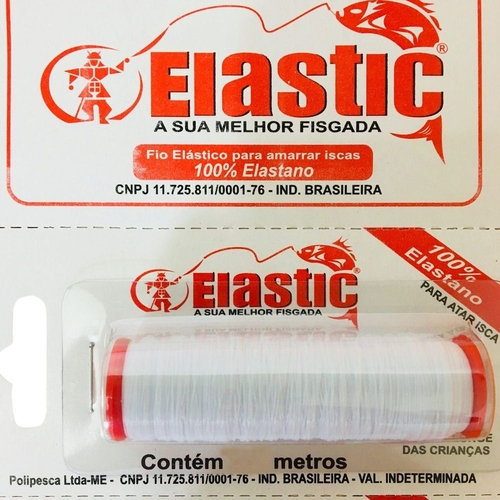 Elastic®
A SUA MELHOR FISGADA
Fio Elástico para amarrar iscas
100% Elastano
CNPJ 11.725.811/0001-76 - IND. BRASILEIRA
100%
Elastano
PARA ATAR ISCA
Elastic®
A SUA MELHOR FISGADA
DAS CRIANÇAS
Contém metros
Polipesca Ltda-ME - CNPJ 11.725.811/0001-76 - IND. BRASILEIRA - VAL. INDETERMINADA